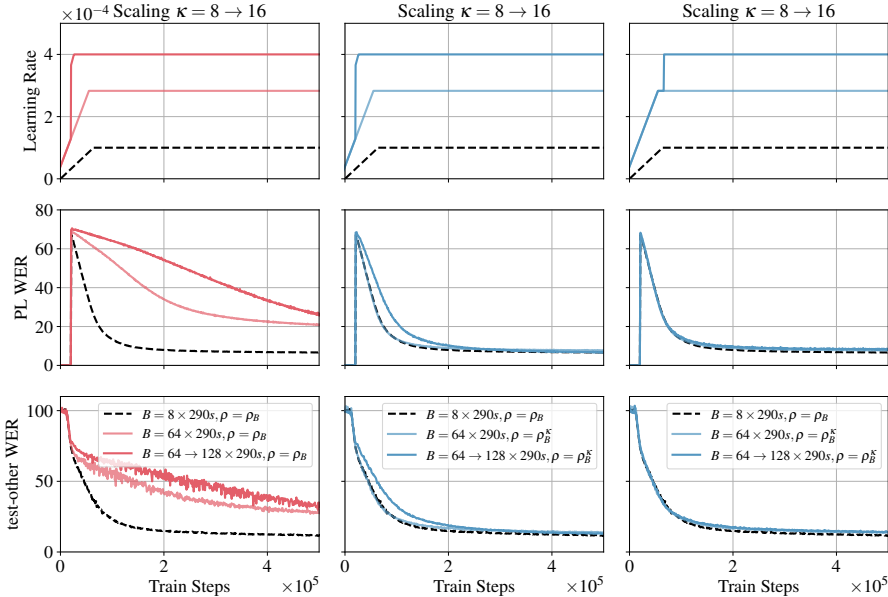 ×10⁻⁴ Scaling κ = 8 → 16
Scaling κ = 8 → 16
Scaling κ = 8 → 16
Learning Rate
4
2
0
PL WER
80
60
40
20
0
test-other WER
100
50
0
B = 8 × 290s, ρ = ρ_B
B = 64 × 290s, ρ = ρ_B
B = 64 → 128 × 290s, ρ = ρ_B
B = 8 × 290s, ρ = ρ_B
B = 64 × 290s, ρ = ρ_B^κ
B = 64 → 128 × 290s, ρ = ρ_B^κ
B = 8 × 290s, ρ = ρ_B
B = 64 × 290s, ρ = ρ_B^κ
B = 64 → 128 × 290s, ρ = ρ_B^κ
0 2 4
Train Steps ×10⁵
0 2 4
Train Steps ×10⁵
0 2 4
Train Steps ×10⁵